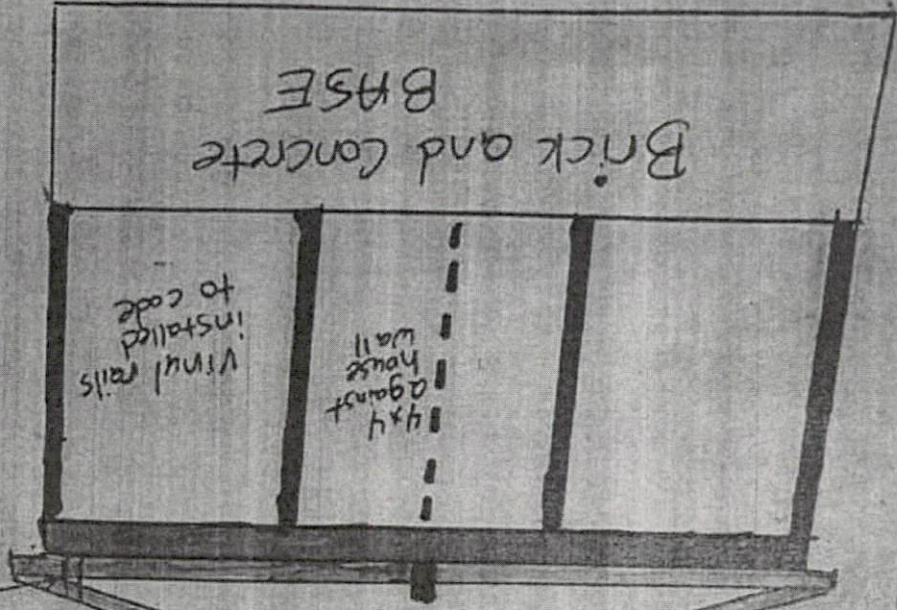 4x4
against
house
wall
Vinyl rails
installed
to code
Brick and Concrete
BASE